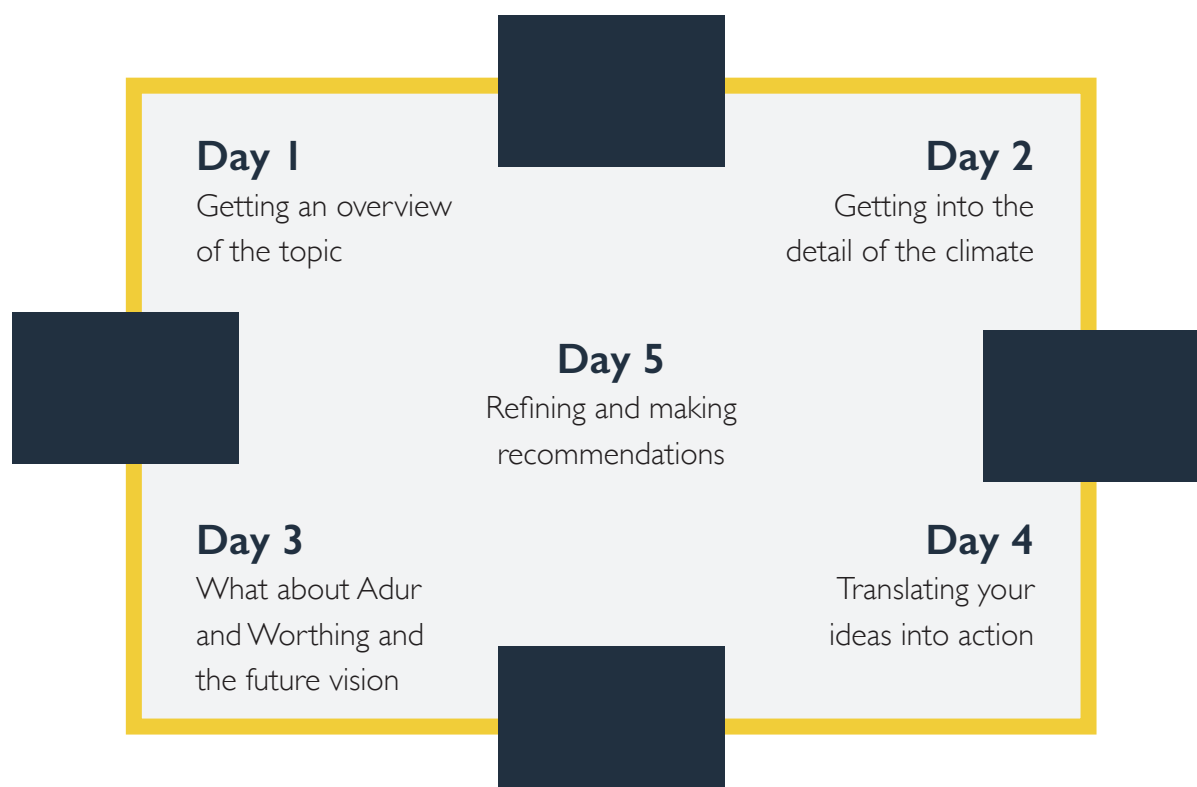 Day 1
Getting an overview
of the topic
Day 2
Getting into the
detail of the climate
Day 5
Refining and making
recommendations
Day 3
What about Adur
and Worthing and
the future vision
Day 4
Translating your
ideas into action